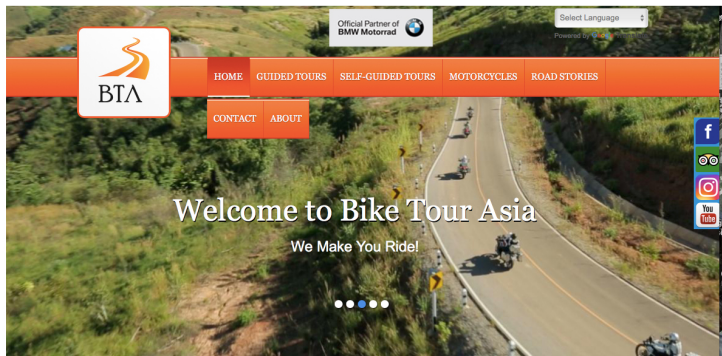 Official Partner of
BMW Motorrad
Select Language
Powered by
BTA
HOME
GUIDED TOURS
SELF-GUIDED TOURS
MOTORCYCLES
ROAD STORIES
CONTACT
ABOUT
f
You
Tube
Welcome to Bike Tour Asia
We Make You Ride!